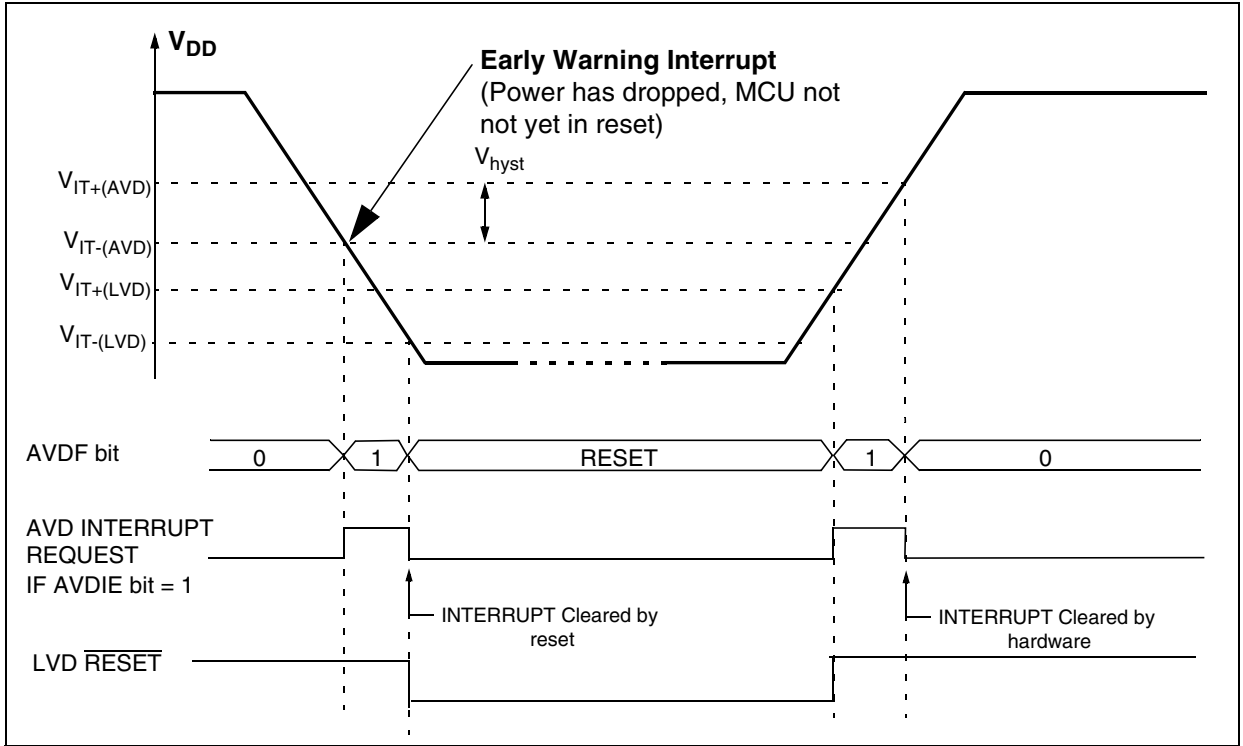 VDD
Early Warning Interrupt
(Power has dropped, MCU not
not yet in reset)
Vhyst
VIT+(AVD)
VIT-(AVD)
VIT+(LVD)
VIT-(LVD)
AVDF bit
0
1
RESET
1
0
AVD INTERRUPT
REQUEST
IF AVDIE bit = 1
INTERRUPT Cleared by
reset
INTERRUPT Cleared by
hardware
LVD RESET